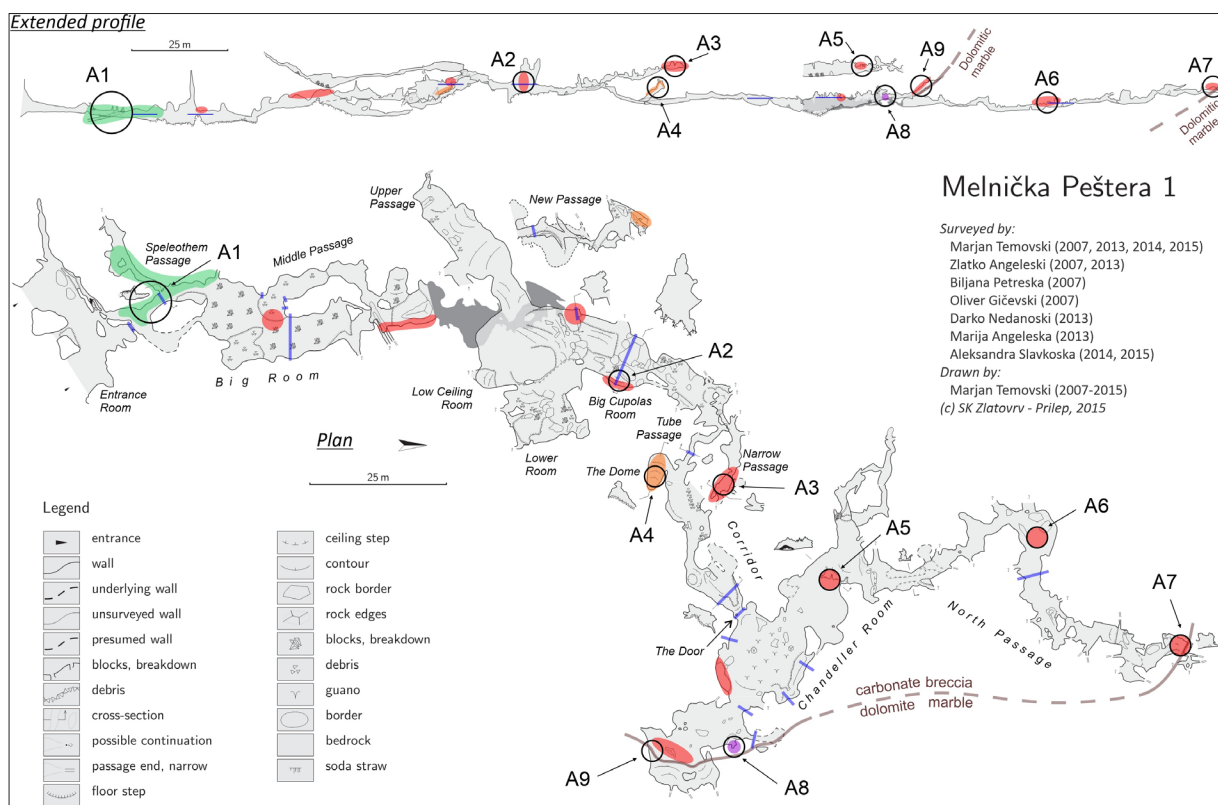 Extended profile
25 m
A1
A2
A3
A4
A5
A8
A9
Dolomitic
marble
A6
A7
Dolomitic
marble
Melnička Peštera 1
Surveyed by:
Marjan Temovski (2007, 2013, 2014, 2015)
Zlatko Angeleski (2007, 2013)
Biljana Petreska (2007)
Oliver Gičevski (2007)
Darko Nedanoski (2013)
Marija Angeleska (2013)
Aleksandra Slavkoska (2014, 2015)
Drawn by:
Marjan Temovski (2007-2015)
(c) SK Zlatovrv - Prilep, 2015
Upper
Passage
New Passage
Speleothem
Passage
A1
Middle Passage
Big Room
Entrance
Room
Low Ceiling
Room
A2
Big Cupolas
Room
Plan
25 m
Lower
Room
Tube
Passage
The Dome
A4
Narrow
Passage
A3
Corridor
A5
A6
A7
The Door
Chandeller Room
North Passage
carbonate breccia
dolomite marble
A9
A8
Legend
entrance
wall
underlying wall
unsurveyed wall
presumed wall
blocks, breakdown
debris
cross-section
possible continuation
passage end, narrow
floor step
ceiling step
contour
rock border
rock edges
blocks, breakdown
debris
guano
border
bedrock
soda straw